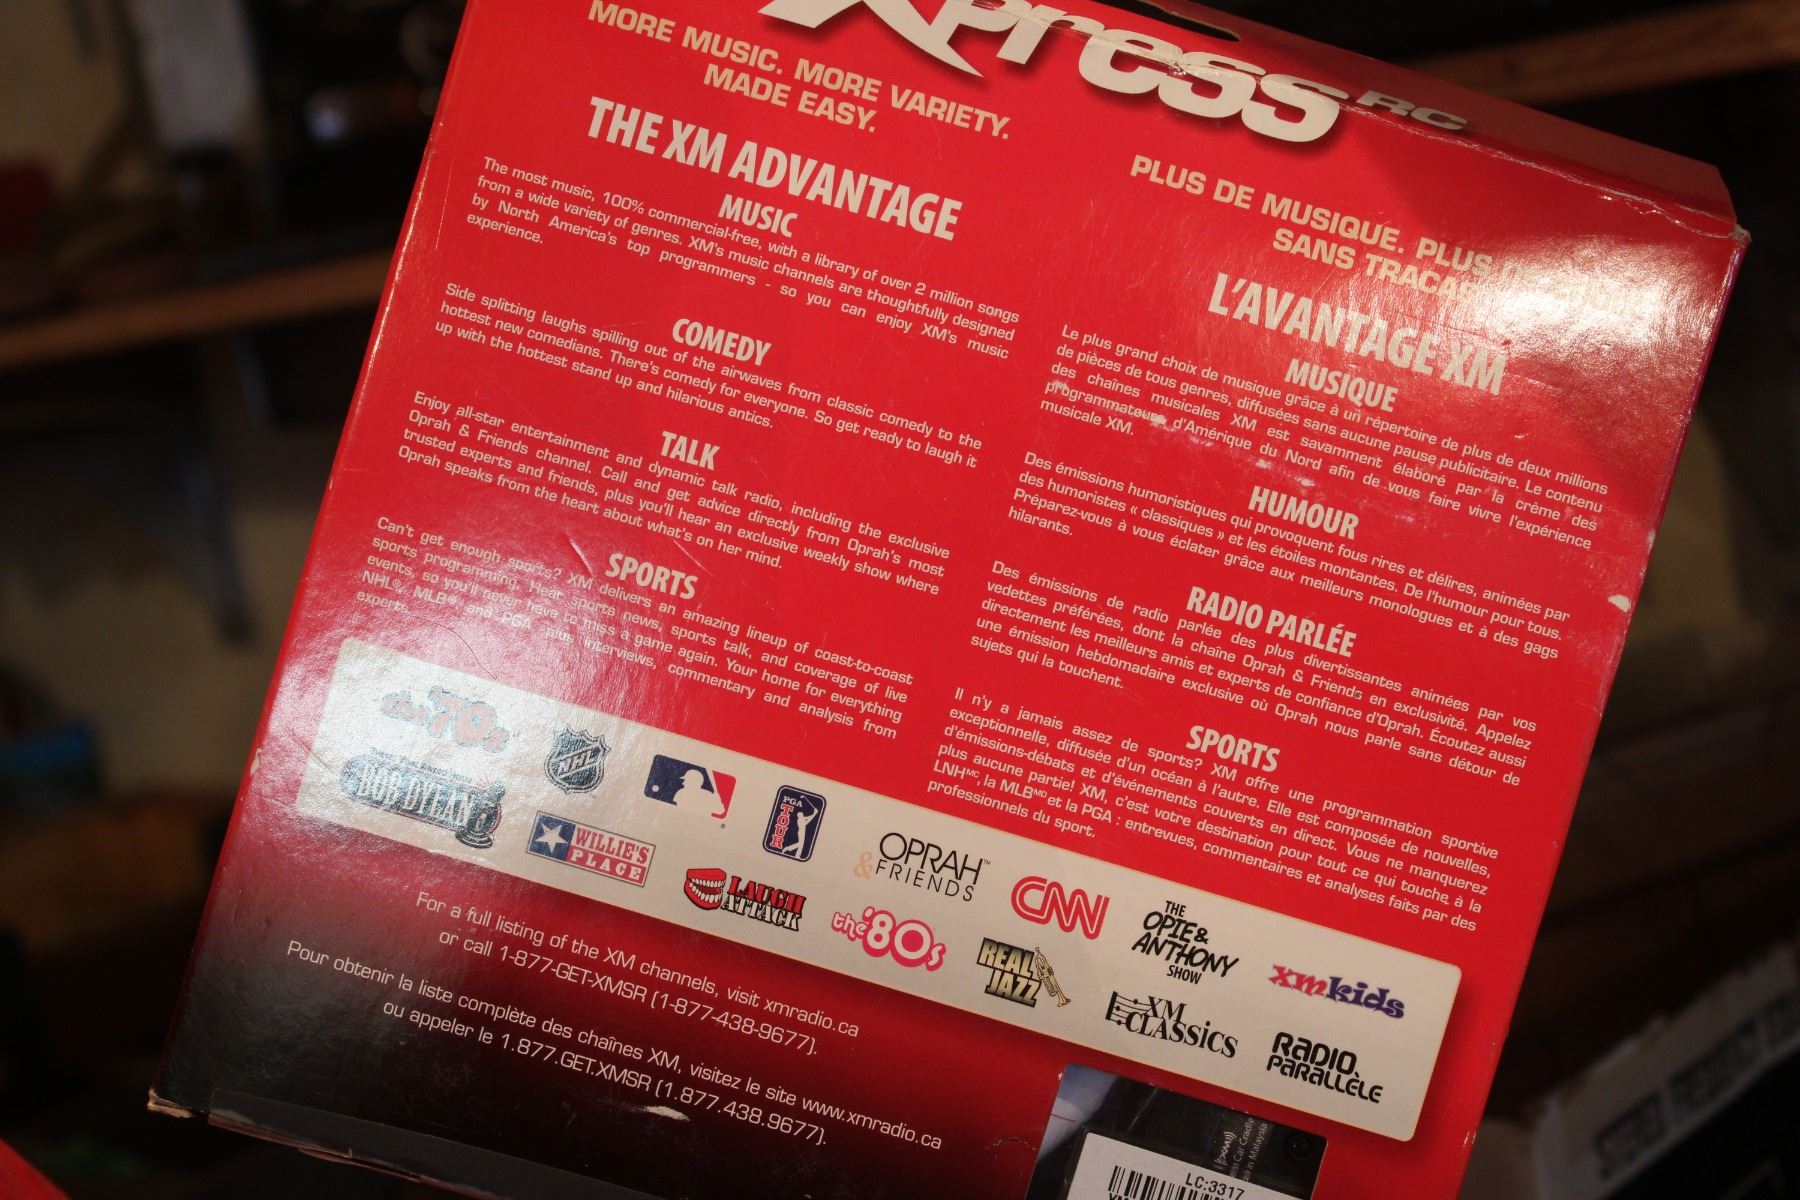 Xpress RC
MORE MUSIC. MORE VARIETY.
MADE EASY.
THE XM ADVANTAGE
MUSIC
The most music, 100% commercial-free, with a library of over 2 million songs
from a wide variety of genres. XM's music channels are thoughtfully designed
by North America's top programmers - so you can enjoy XM's music
experience.
COMEDY
Side splitting laughs spilling out of the airwaves from classic comedy to the
hottest new comedians. There's comedy for everyone. So get ready to laugh it
up with the hottest stand up and hilarious antics.
TALK
Enjoy all-star entertainment and dynamic talk radio, including the exclusive
Oprah & Friends channel. Call and get advice directly from Oprah's most
trusted experts and friends, plus you'll hear an exclusive weekly show where
Oprah speaks from the heart about what's on her mind.
SPORTS
Can't get enough sports? XM delivers an amazing lineup of coast-to-coast
sports programming. Hear sports news, sports talk, and coverage of live
events, so you'll never have to miss a game again. Your home for everything
NHL®, MLB®, and PGA plus interviews, commentary and analysis from
experts.
PLUS DE MUSIQUE. PLUS
SANS TRACAS
L'AVANTAGE XM
MUSIQUE
Le plus grand choix de musique grâce à un répertoire de plus de deux millions
de pièces de tous genres, diffusées sans aucune pause publicitaire. Le contenu
des chaînes musicales XM est savamment élaboré par la crème des
programmateurs d'Amérique du Nord afin de vous faire vivre l'expérience
musicale XM.
HUMOUR
Des émissions humoristiques qui provoquent fous rires et délires, animées par
des humoristes « classiques » et les étoiles montantes. De l'humour pour tous.
Préparez-vous à vous éclater grâce aux meilleurs monologues et à des gags
hilarants.
RADIO PARLÉE
Des émissions de radio parlée des plus divertissantes animées par vos
vedettes préférées, dont la chaîne Oprah & Friends en exclusivité. Appelez
directement les meilleurs amis et experts de confiance d'Oprah. Écoutez aussi
une émission hebdomadaire exclusive où Oprah nous parle sans détour de
sujets qui la touchent.
SPORTS
Il n'y a jamais assez de sports? XM offre une programmation sportive
exceptionnelle, diffusée d'un océan à l'autre. Elle est composée de nouvelles,
d'émissions-débats et d'événements couverts en direct. Vous ne manquerez
plus aucune partie! XM, c'est votre destination pour tout ce qui touche à la
LNHMC, la MLBMD et la PGA : entrevues, commentaires et analyses faits par des
professionnels du sport.
the '70s
NHL
PGA TOUR
OPRAH™
&FRIENDS
CNN
THE OPIE & ANTHONY SHOW
xmkids
BOB DYLAN
WILLIE'S PLACE
LAUGH ATTACK
the '80s
REAL JAZZ
XM CLASSICS
RADIO PARALLÈLE
For a full listing of the XM channels, visit xmradio.ca
or call 1-877-GET-XMSR (1-877-438-9677).
Pour obtenir la liste complète des chaînes XM, visitez le site www.xmradio.ca
ou appeler le 1.877.GET.XMSR (1.877.438.9677).
Car Cradle
in Malaysia
LC:3317